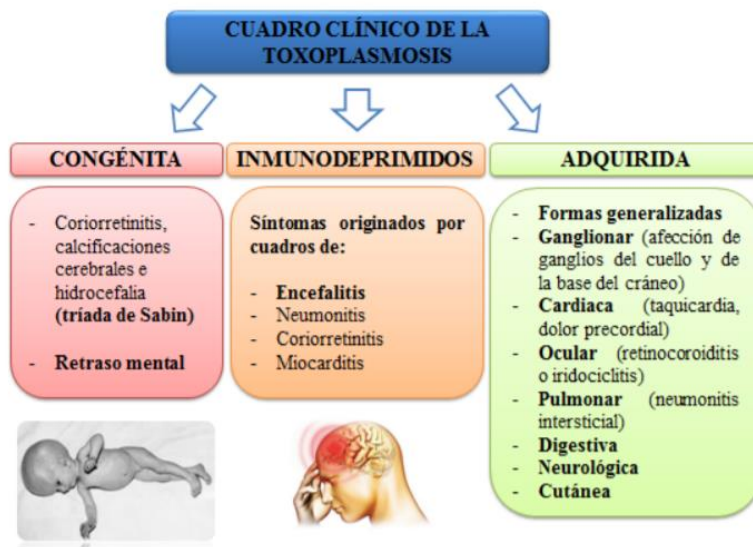 CUADRO CLÍNICO DE LA
TOXOPLASMOSIS
CONGÉNITA
- Coriorretinitis,
calcificaciones
cerebrales e
hidrocefalia
(tríada de Sabin)
- Retraso mental
INMUNODEPRIMIDOS
Síntomas originados por
cuadros de:
- Encefalitis
- Neumonitis
- Coriorretinitis
- Miocarditis
ADQUIRIDA
- Formas generalizadas
- Ganglionar (afección de
ganglios del cuello y de
la base del cráneo)
- Cardiaca (taquicardia,
dolor precordial)
- Ocular (retinocoroiditis
o iridociclitis)
- Pulmonar (neumonitis
intersticial)
- Digestiva
- Neurológica
- Cutánea